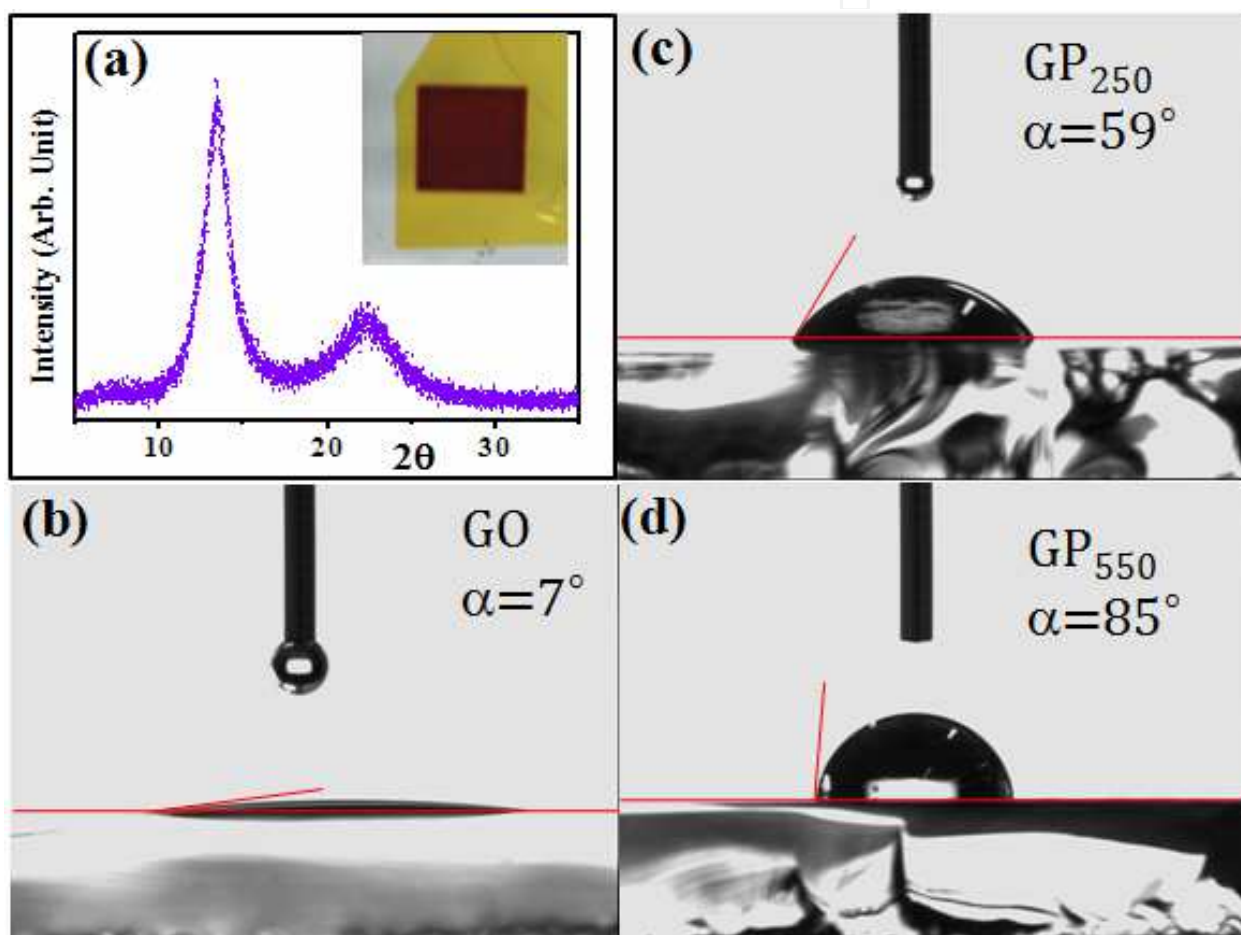 (a)
Intensity (Arb. Unit)
10
20
30
2θ
(b)
GO
α=7°
(c)
GP₂₅₀
α=59°
(d)
GP₅₅₀
α=85°